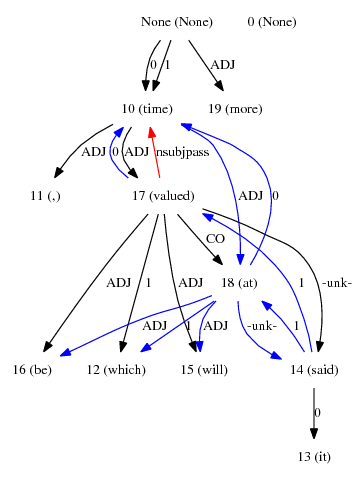 None (None) 0 (None)
0 1 ADJ
10 (time) 19 (more)
ADJ 0 ADJ nsubjpass
11 (,) 17 (valued) ADJ 0
CO
18 (at)
ADJ 1 ADJ 1 -unk-
ADJ 1 ADJ -unk- 1
16 (be) 12 (which) 15 (will) 14 (said)
0
13 (it)